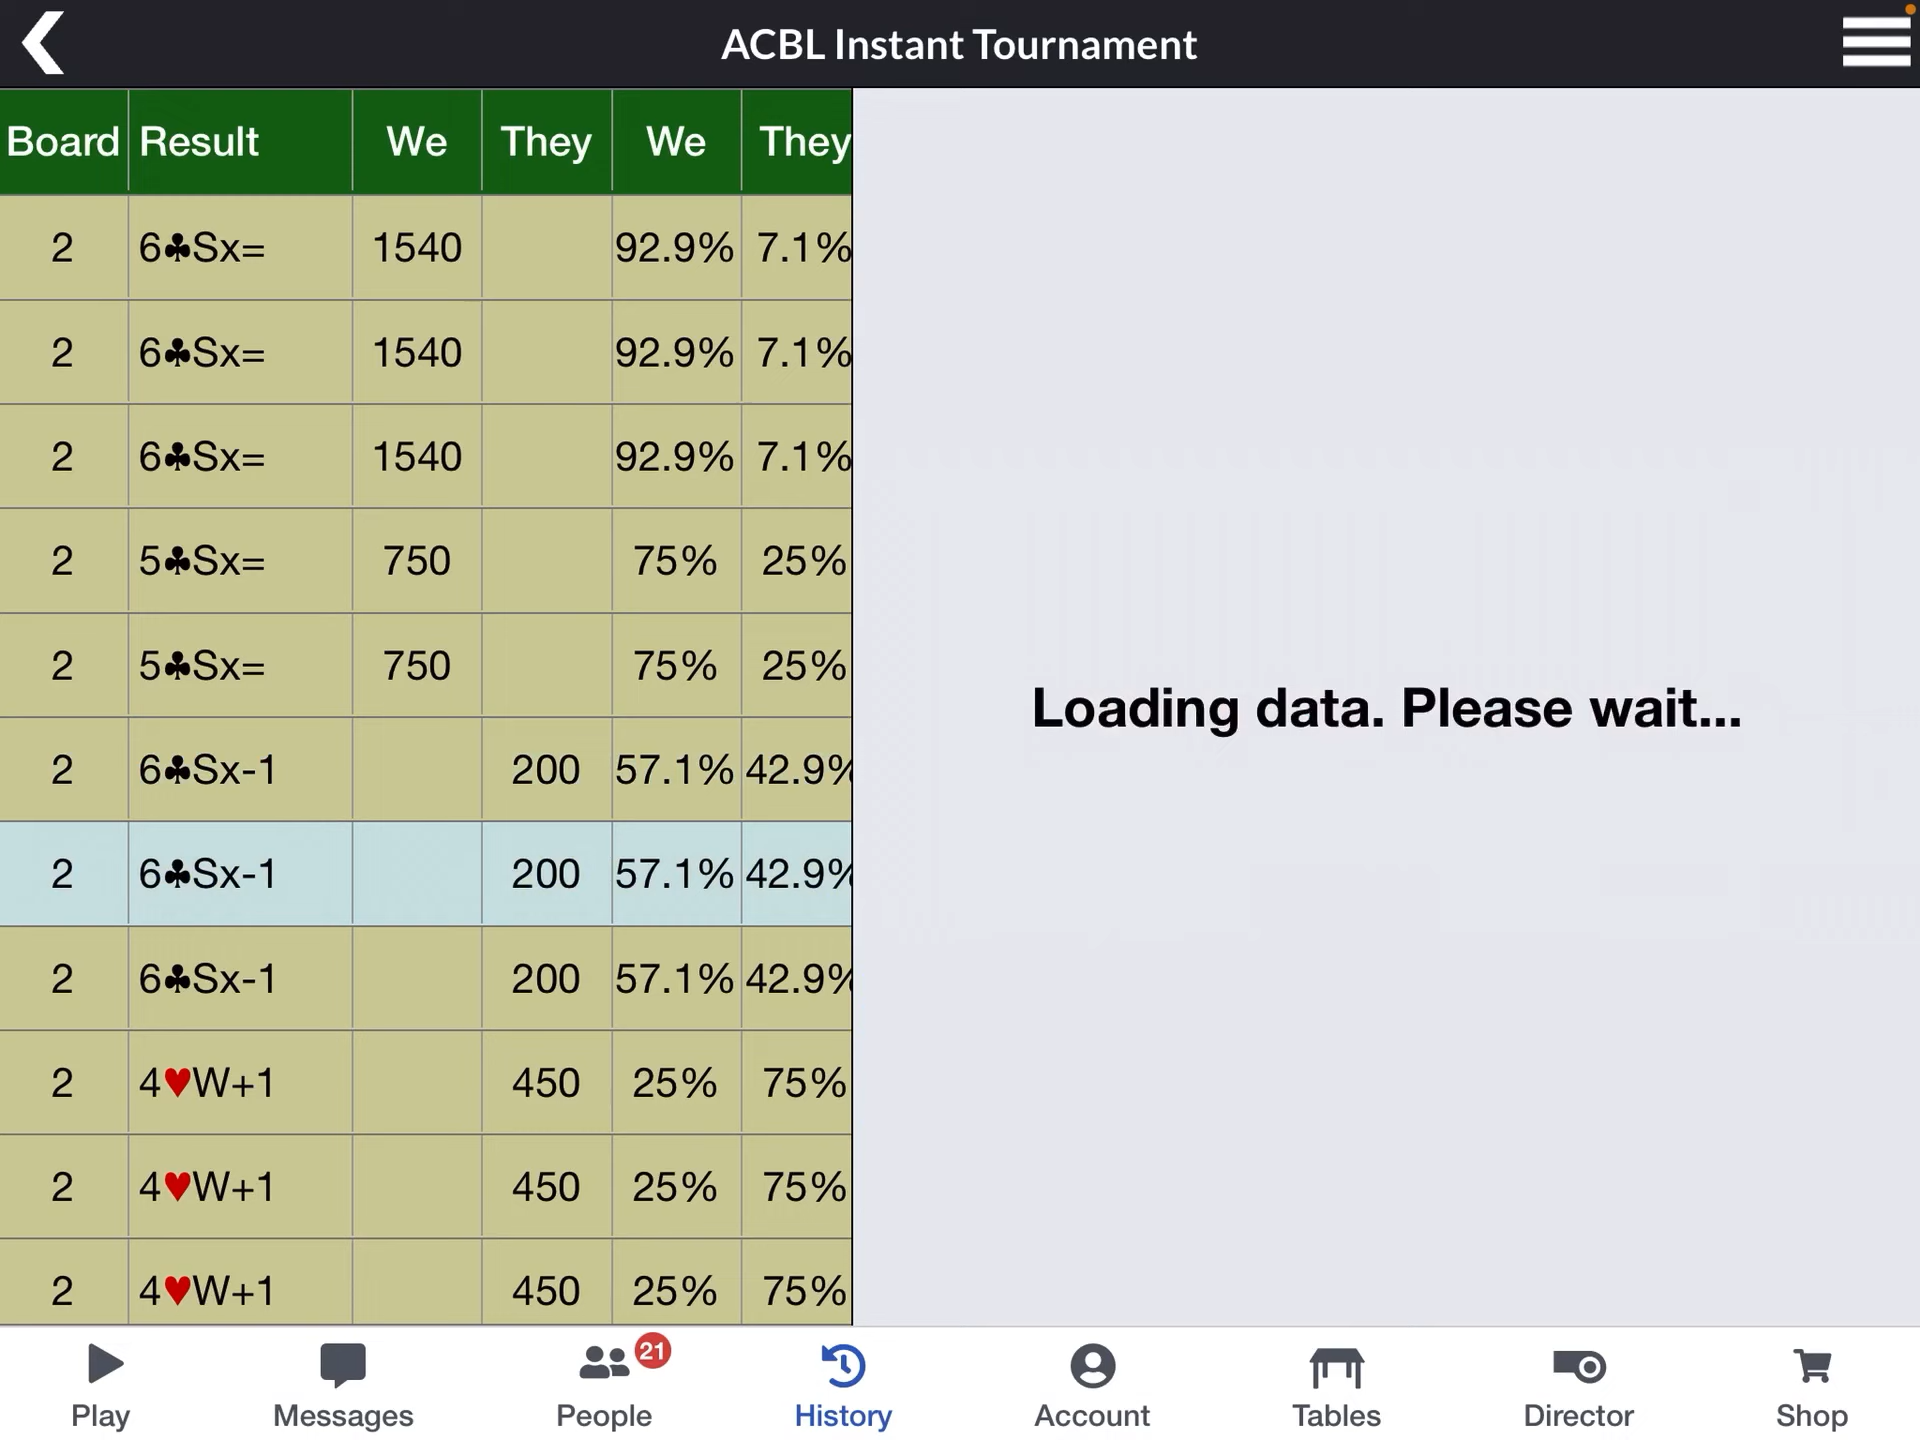 ACBL Instant Tournament
Board Result We They We They
2 6♣Sx= 1540 92.9% 7.1%
2 6♣Sx= 1540 92.9% 7.1%
2 6♣Sx= 1540 92.9% 7.1%
2 5♣Sx= 750 75% 25%
2 5♣Sx= 750 75% 25%
2 6♣Sx-1 200 57.1% 42.9%
2 6♣Sx-1 200 57.1% 42.9%
2 6♣Sx-1 200 57.1% 42.9%
2 4♥W+1 450 25% 75%
2 4♥W+1 450 25% 75%
2 4♥W+1 450 25% 75%
Loading data. Please wait...
21
Play Messages People History Account Tables Director Shop